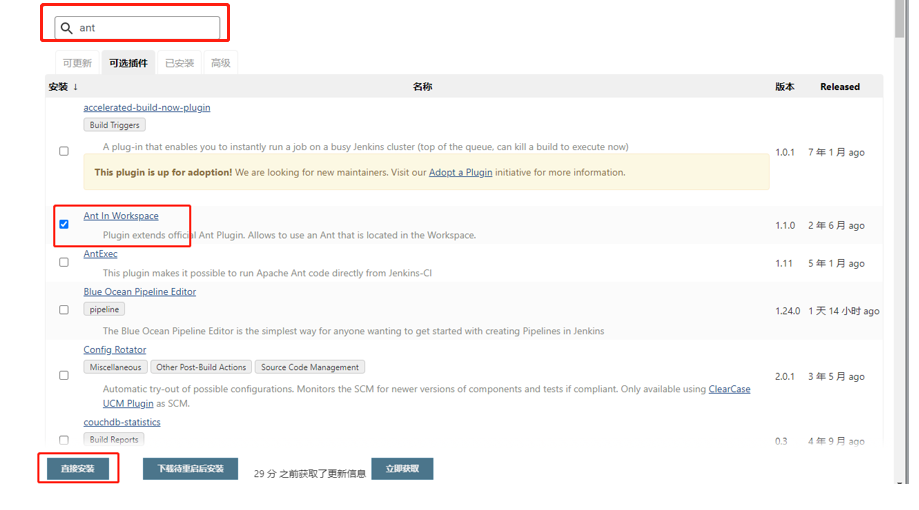 ant
可更新 可选插件 已安装 高级
安装 ↓ 名称 版本 Released
accelerated-build-now-plugin
Build Triggers
A plug-in that enables you to instantly run a job on a busy Jenkins cluster (top of the queue, can kill a build to execute now)
1.0.1 7 年 1 月 ago
This plugin is up for adoption! We are looking for new maintainers. Visit our Adopt a Plugin initiative for more information.
Ant In Workspace
Plugin extends official Ant Plugin. Allows to use an Ant that is located in the Workspace.
1.1.0 2 年 6 月 ago
AntExec
This plugin makes it possible to run Apache Ant code directly from Jenkins-CI
1.11 5 年 1 月 ago
Blue Ocean Pipeline Editor
pipeline
The Blue Ocean Pipeline Editor is the simplest way for anyone wanting to get started with creating Pipelines in Jenkins
1.24.0 1 天 14 小时 ago
Config Rotator
Miscellaneous Other Post-Build Actions Source Code Management
Automatic try-out of possible configurations. Monitors the SCM for newer versions of components and tests if compliant. Only available using ClearCase
UCM Plugin as SCM.
2.0.1 3 年 5 月 ago
couchdb-statistics
Build Reports
0.3 4 年 9 月 ago
直接安装 下载待重启后安装 29 分 之前获取了更新信息 立即获取